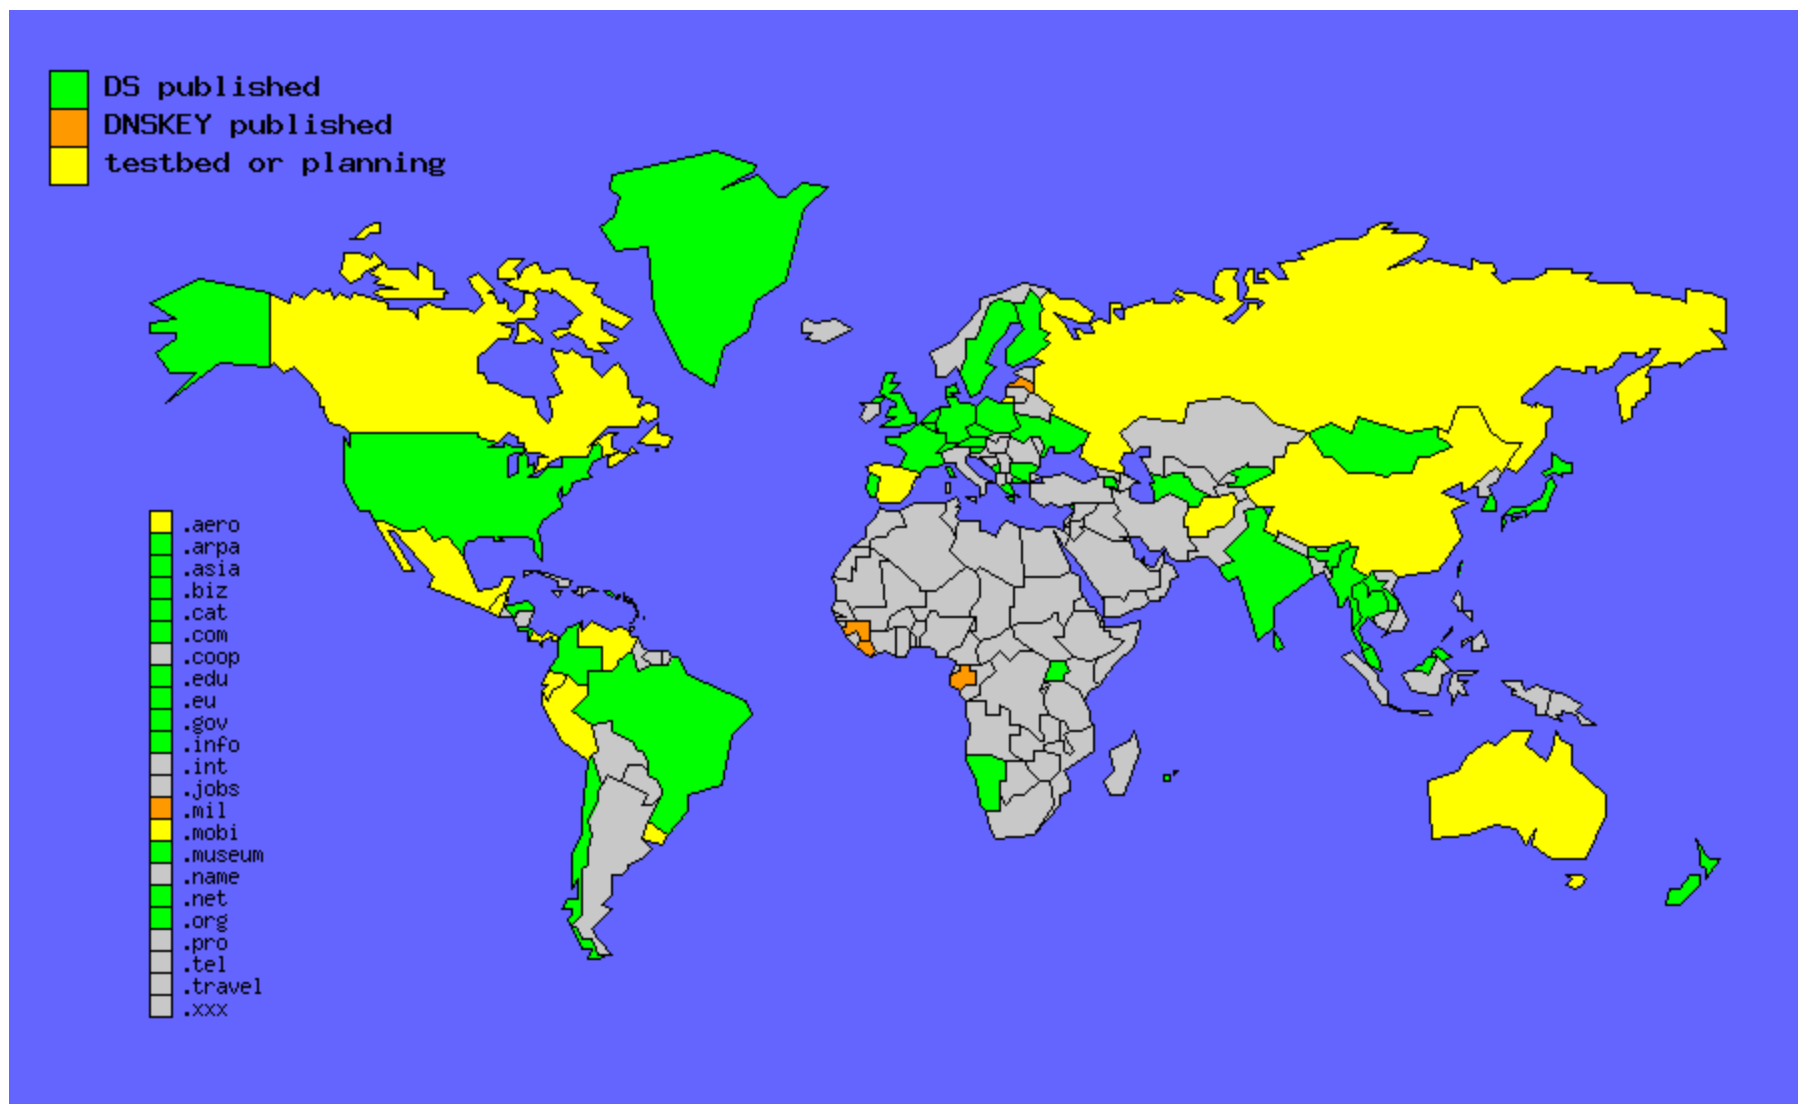 DS published
DNSKEY published
testbed or planning
.aero
.arpa
.asia
.biz
.cat
.com
.coop
.edu
.eu
.gov
.info
.int
.jobs
.mil
.mobi
.museum
.name
.net
.org
.pro
.tel
.travel
.xxx